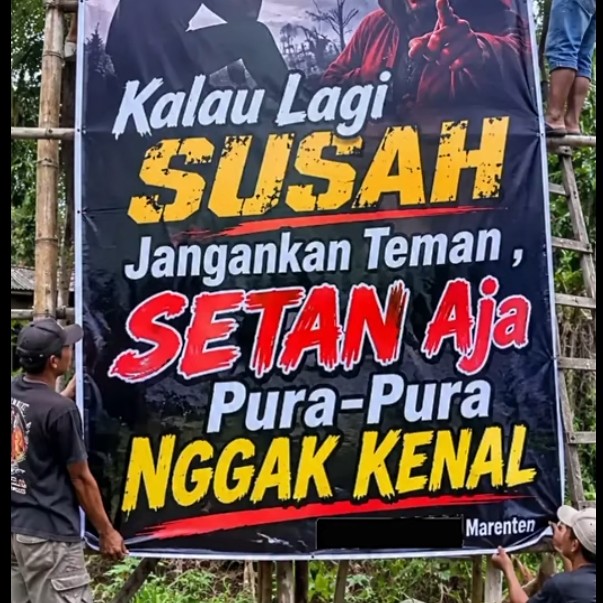 Kalau Lagi
SUSAH
Jangankan Teman,
SETAN Aja
Pura-Pura
NGGAK KENAL
Marenten